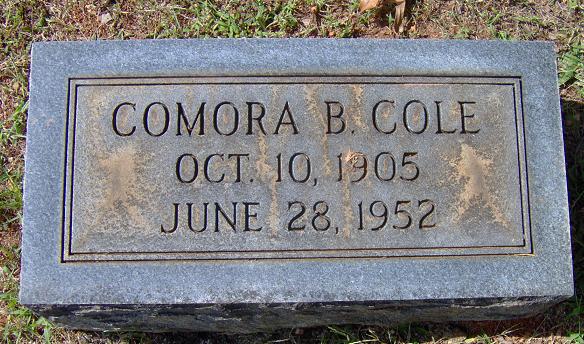 COMORA B. COLE
OCT. 10, 1905
JUNE 28, 1952